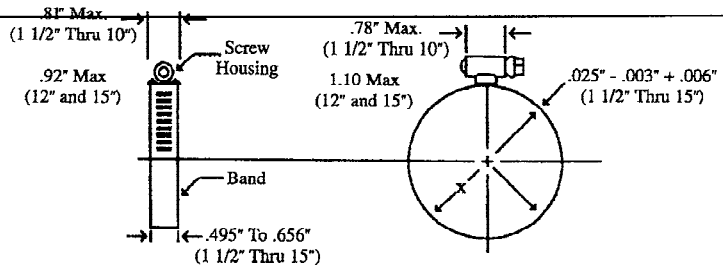 .81" Max.
(1 1/2" Thru 10")
Screw
Housing
.92" Max
(12" and 15")
Band
.495" To .656"
(1 1/2" Thru 15")
.78" Max.
(1 1/2" Thru 10")
1.10 Max
(12" and 15")
.025" - .003" + .006"
(1 1/2" Thru 15")
x